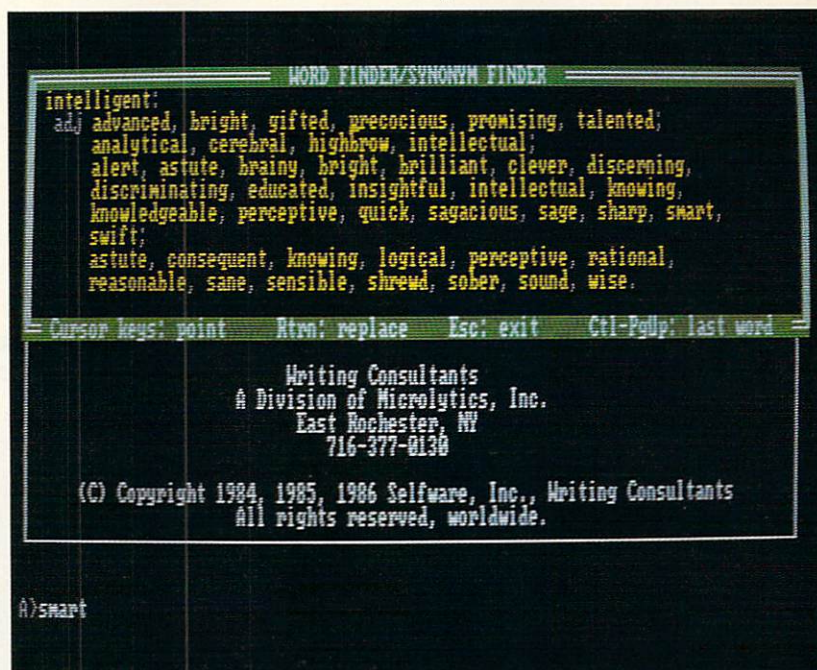 WORD FINDER/SYNONYM FINDER
intelligent:
adj advanced, bright, gifted, precocious, promising, talented;
analytical, cerebral, highbrow, intellectual;
alert, astute, brainy, bright, brilliant, clever, discerning,
discriminating, educated, insightful, intellectual, knowing,
knowledgeable, perceptive, quick, sagacious, sage, sharp, smart,
swift;
astute, consequent, knowing, logical, perceptive, rational,
reasonable, sane, sensible, shrewd, sober, sound, wise.
Cursor keys: point Rtrn: replace Esc: exit Ctl-PgUp: last word
Writing Consultants
A Division of Microlytics, Inc.
East Rochester, NY
716-377-0130
(C) Copyright 1984, 1985, 1986 Selfware, Inc., Writing Consultants
All rights reserved, worldwide.
A>smart